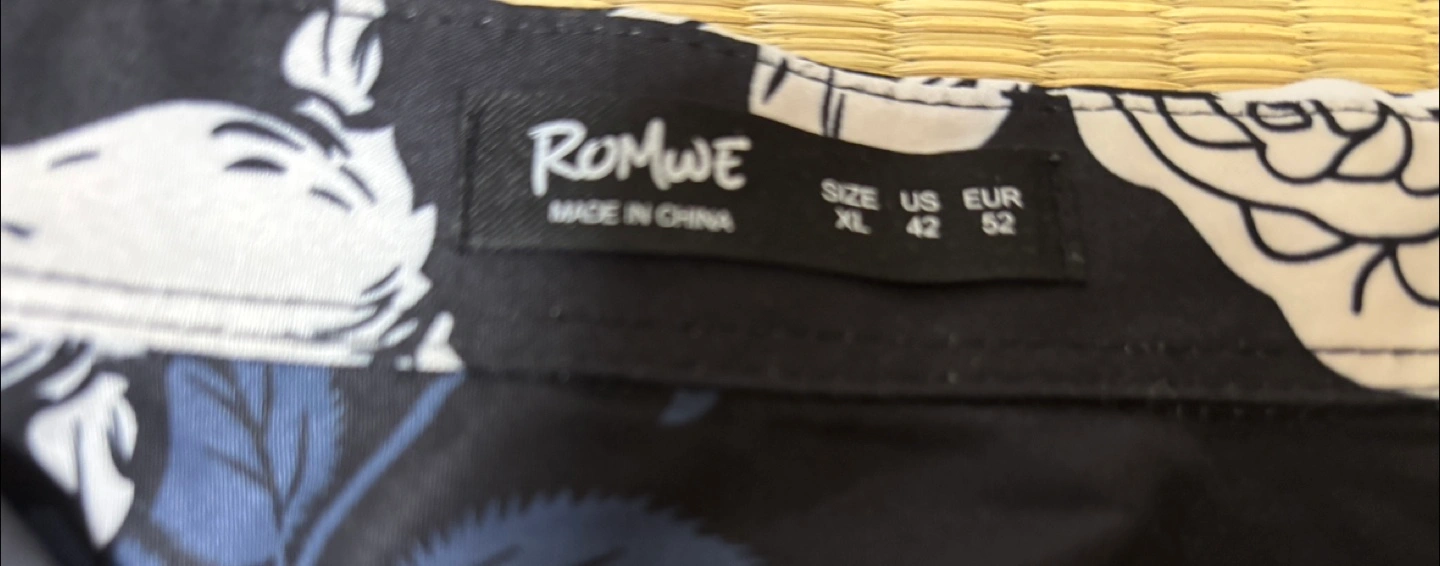 ROMWE
MADE IN CHINA
SIZE US EUR
XL 42 52